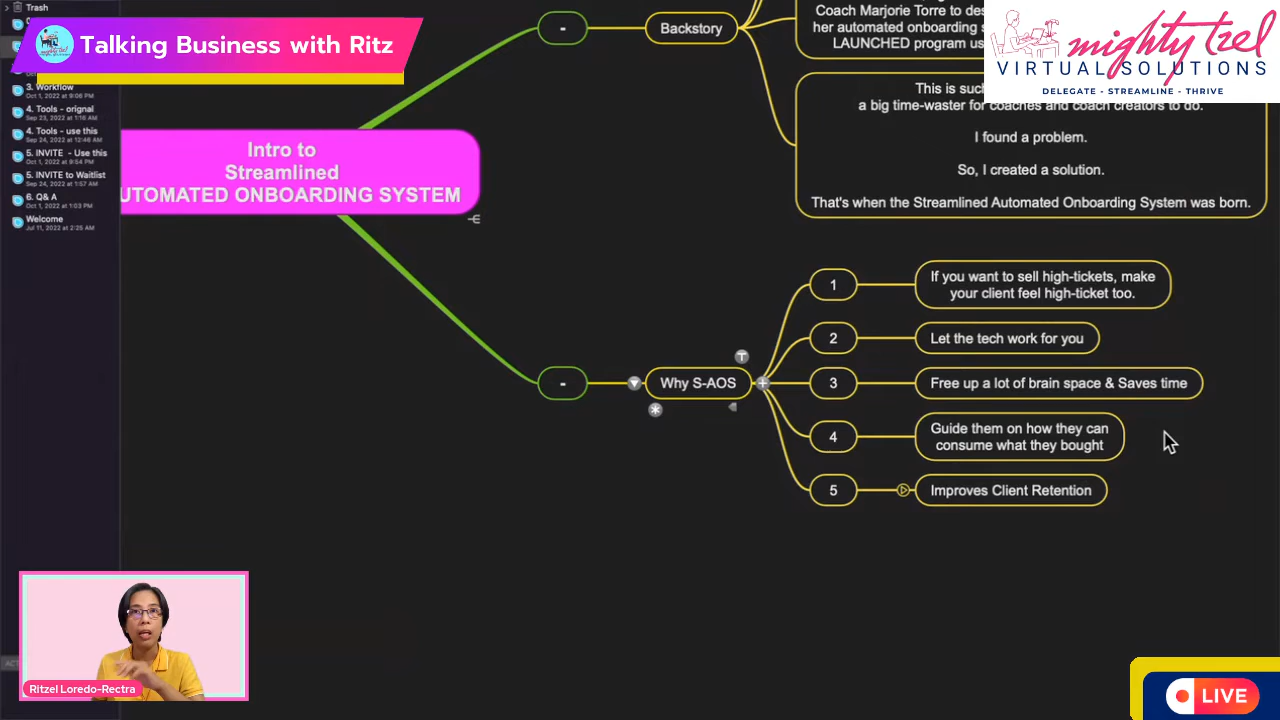 Trash
Talking Business with Ritz
3. Workflow
Oct 1, 2022 at 9:06 PM
4. Tools - orignal
Sep 23, 2022 at 1:16 AM
4. Tools - use this
Sep 24, 2022 at 12:46 AM
5. INVITE - Use this
Oct 1, 2022 at 9:54 PM
5. INVITE to Waitlist
Sep 24, 2022 at 1:57 AM
6. Q& A
Oct 1, 2022 at 1:03 PM
Welcome
Jul 11, 2022 at 2:25 AM
Intro to
Streamlined
UTOMATED ONBOARDING SYSTEM
-
Backstory
Coach Marjorie Torre to des
her automated onboarding s
LAUNCHED program us
This is suc
a big time-waster for coaches and coach creators to do.
I found a problem.
So, I created a solution.
That's when the Streamlined Automated Onboarding System was born.
mighty tzel
VIRTUAL SOLUTIONS
DELEGATE - STREAMLINE - THRIVE
-
Why S-AOS
1
If you want to sell high-tickets, make
your client feel high-ticket too.
2
Let the tech work for you
3
Free up a lot of brain space & Saves time
4
Guide them on how they can
consume what they bought
5
Improves Client Retention
Ritzel Loredo-Rectra
LIVE